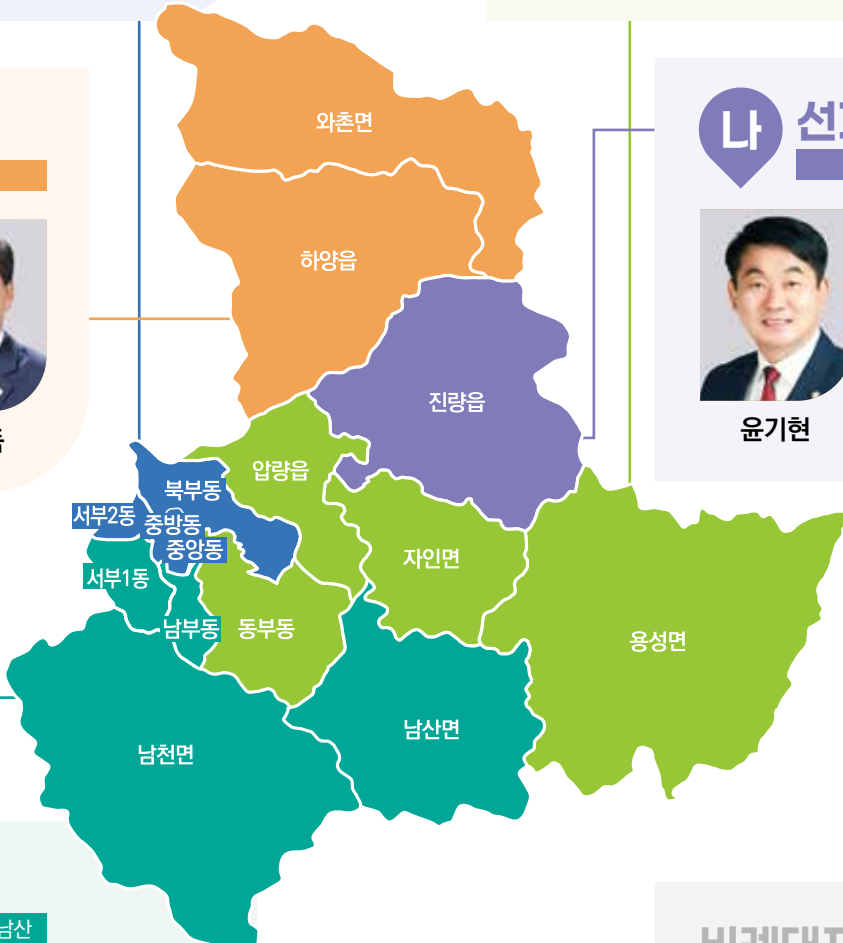 와촌면
나
하양읍
진량읍
윤기현
압량읍
북부동
서부2동
중방동
중앙동
자인면
서부1동
남부동
동부동
용성면
남산면
남천면
남산